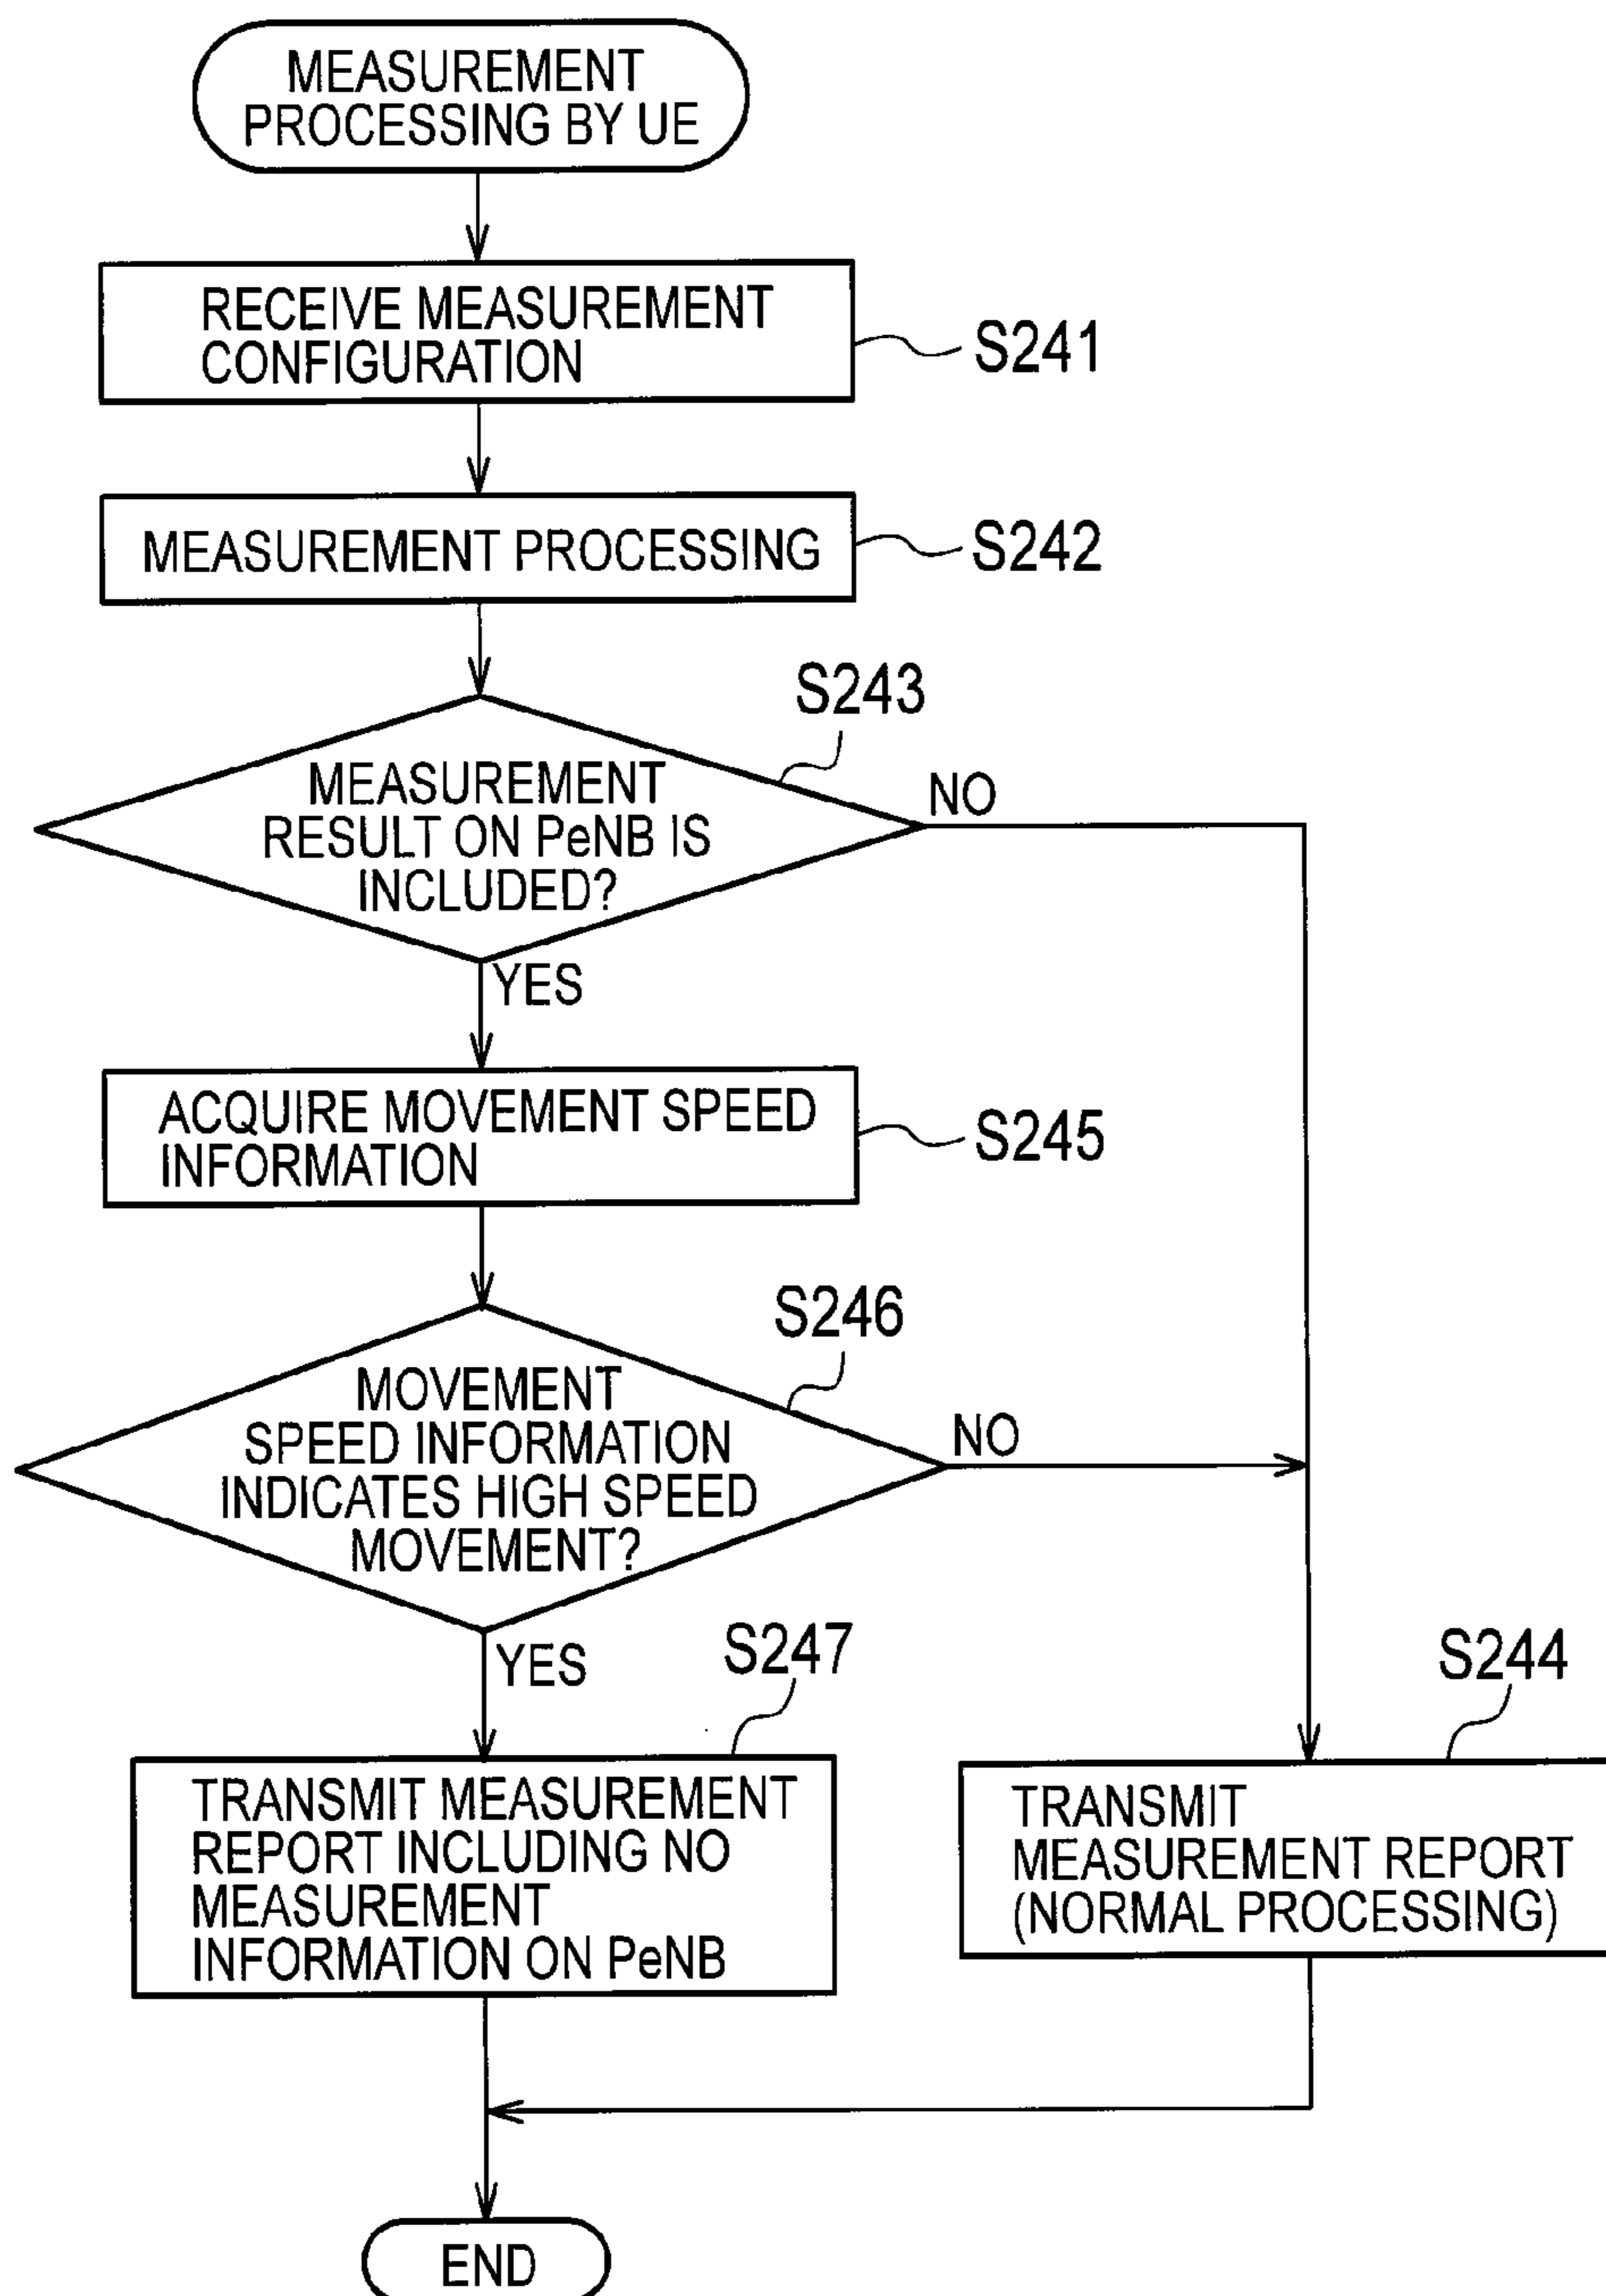 MEASUREMENT
PROCESSING BY UE
RECEIVE MEASUREMENT
CONFIGURATION
S241
MEASUREMENT PROCESSING
S242
S243
MEASUREMENT
RESULT ON PeNB IS
INCLUDED?
NO
YES
ACQUIRE MOVEMENT SPEED
INFORMATION
S245
S246
MOVEMENT
SPEED INFORMATION
INDICATES HIGH SPEED
MOVEMENT?
NO
YES
S247
S244
TRANSMIT MEASUREMENT
REPORT INCLUDING NO
MEASUREMENT
INFORMATION ON PeNB
TRANSMIT
MEASUREMENT REPORT
(NORMAL PROCESSING)
END